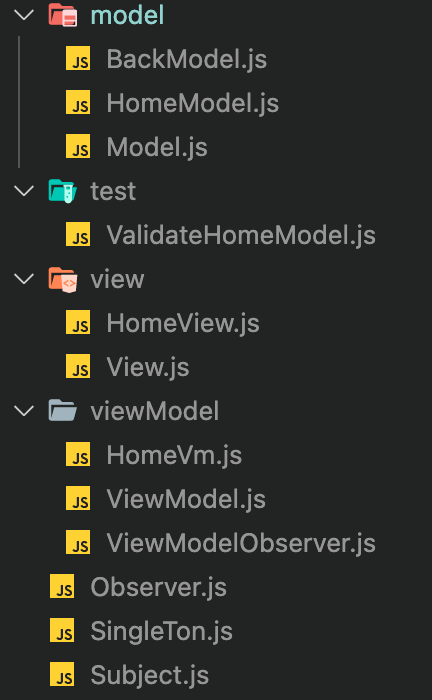 model
JS BackModel.js
JS HomeModel.js
JS Model.js
test
JS ValidateHomeModel.js
view
JS HomeView.js
JS View.js
viewModel
JS HomeVm.js
JS ViewModel.js
JS ViewModelObserver.js
JS Observer.js
JS SingleTon.js
JS Subject.js